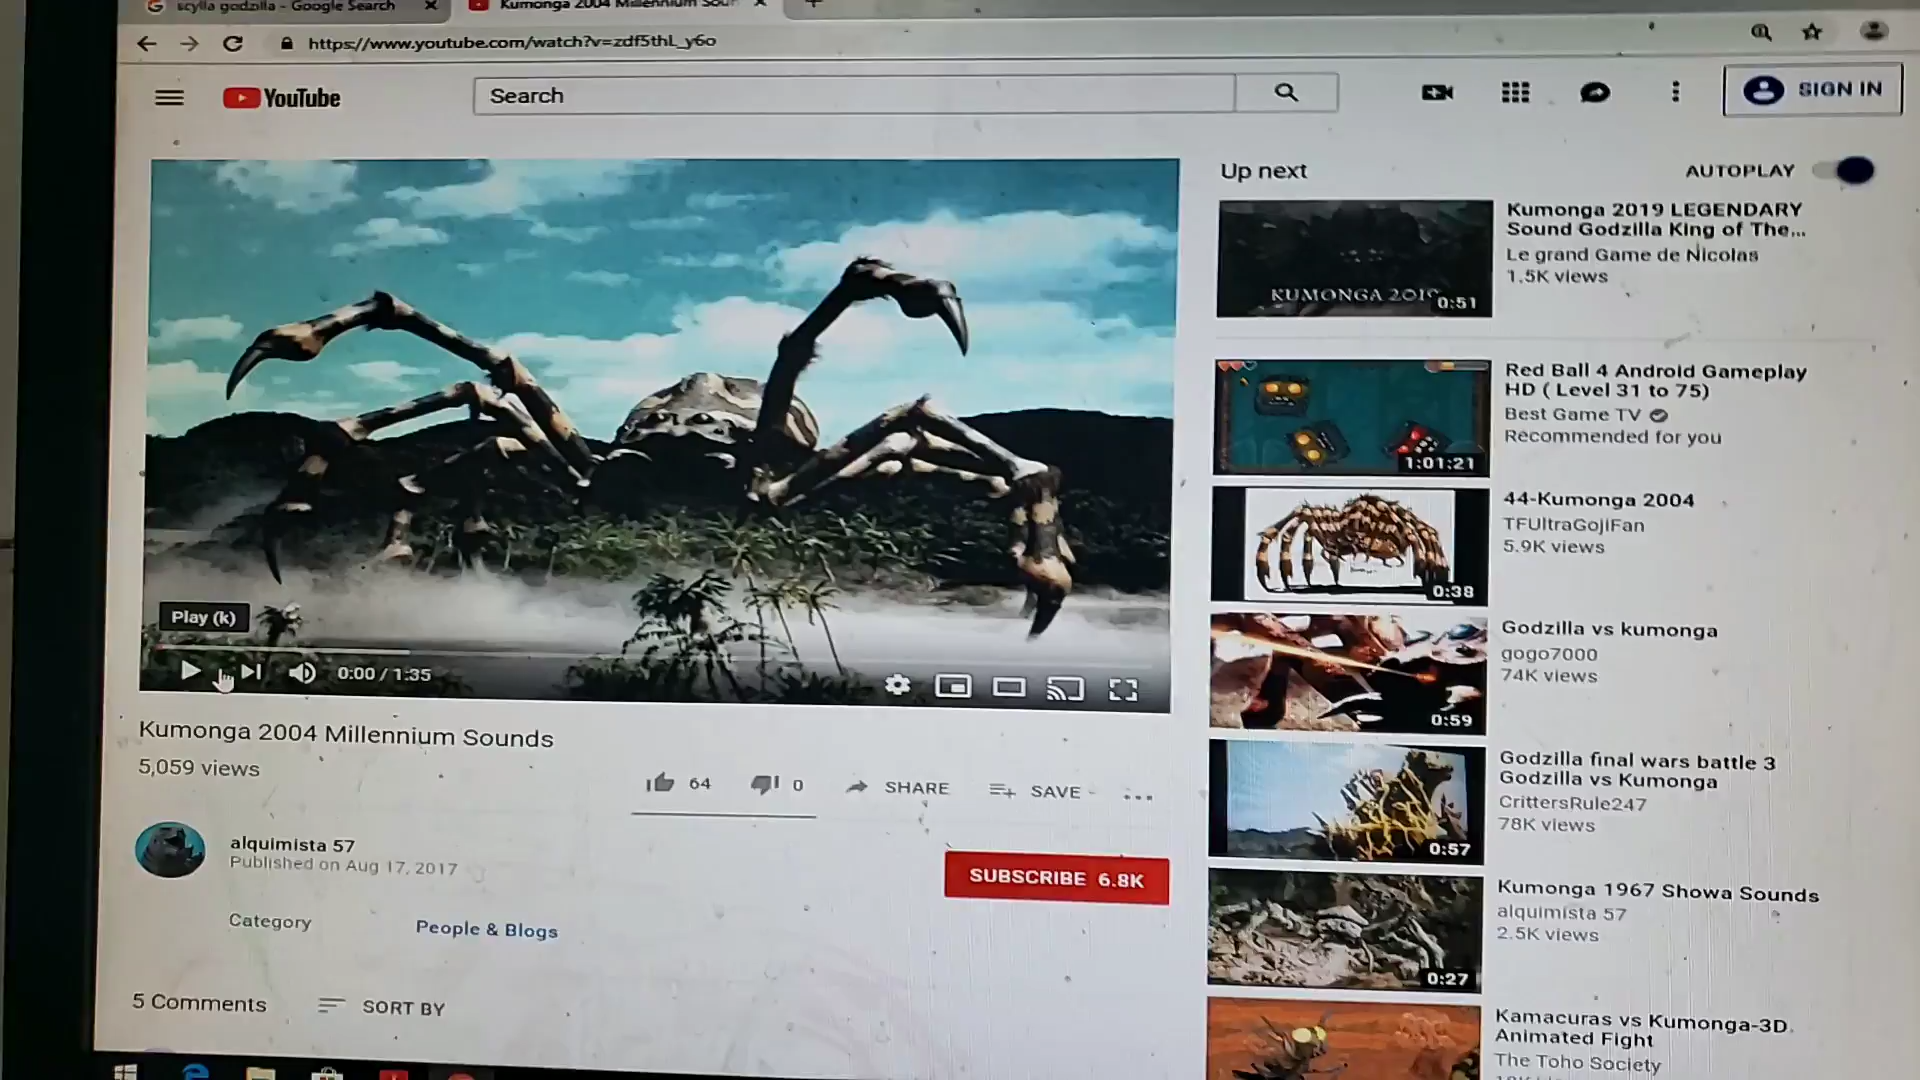 scylla godzilla - Google Search
Kumonga 2004 Millennium Sour
https://www.youtube.com/watch?v=zdf5thL_y6o
YouTube
Search
SIGN IN
Up next
AUTOPLAY
KUMONGA 2019
0:51
Kumonga 2019 LEGENDARY
Sound Godzilla King of The...
Le grand Game de Nicolas
1.5K views
1:01:21
Red Ball 4 Android Gameplay
HD ( Level 31 to 75)
Best Game TV
Recommended for you
0:38
44-Kumonga 2004
TFUltraGojiFan
5.9K views
0:59
Godzilla vs kumonga
gogo7000
74K views
0:57
Godzilla final wars battle 3
Godzilla vs Kumonga
CrittersRule247
78K views
0:27
Kumonga 1967 Showa Sounds
alquimista 57
2.5K views
Kamacuras vs Kumonga-3D
Animated Fight
The Toho Society
Play (k)
0:00 / 1:35
Kumonga 2004 Millennium Sounds
5,059 views
64
0
SHARE
SAVE
alquimista 57
Published on Aug 17, 2017
SUBSCRIBE 6.8K
Category
People & Blogs
5 Comments
SORT BY